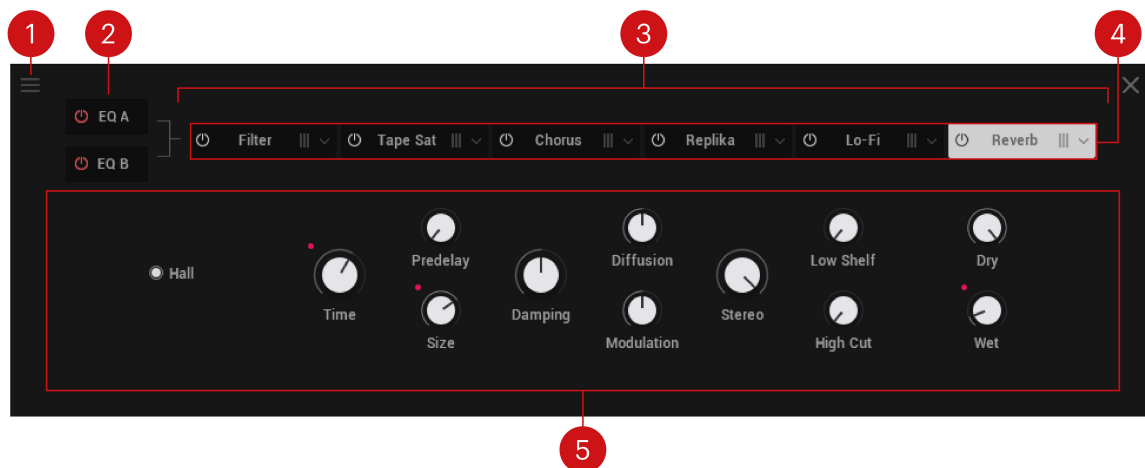 1 2 3 4
EQ A
Filter Tape Sat Chorus Replika Lo-Fi Reverb
EQ B
Predelay Diffusion Low Shelf Dry
Hall
Time Damping Stereo
Size Modulation High Cut Wet
5